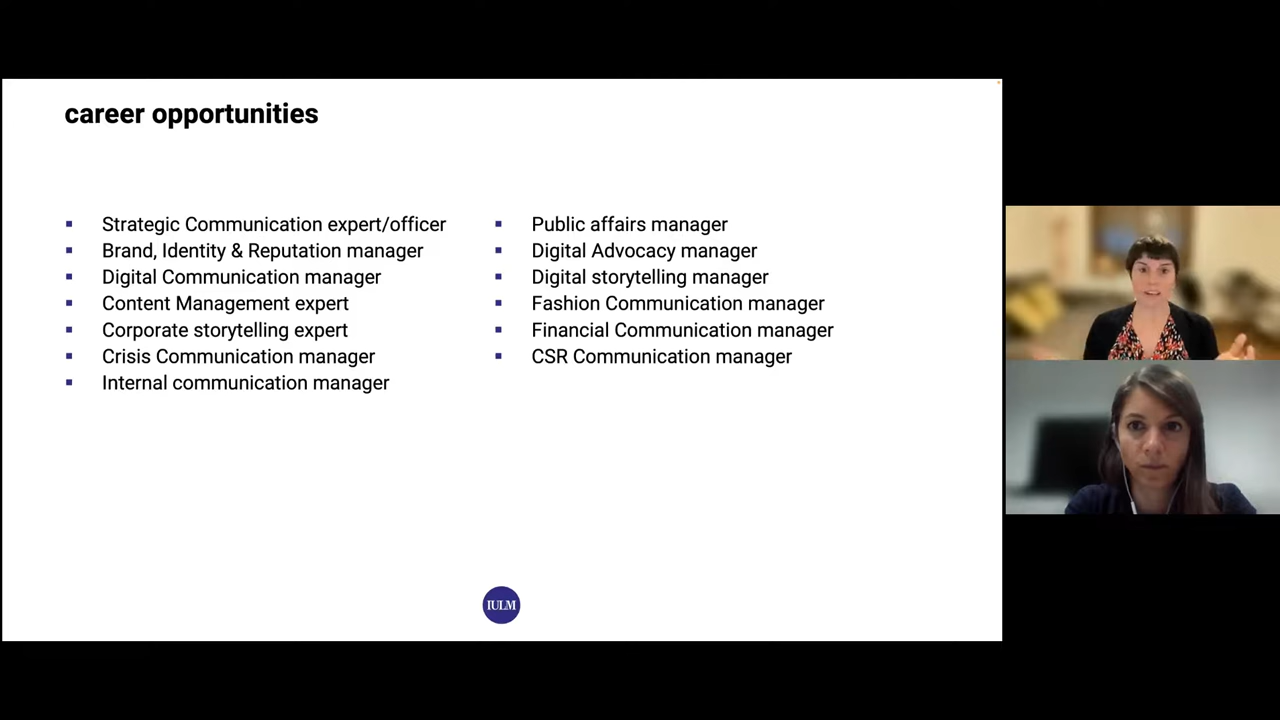 career opportunities
Strategic Communication expert/officer
Brand, Identity & Reputation manager
Digital Communication manager
Content Management expert
Corporate storytelling expert
Crisis Communication manager
Internal communication manager
Public affairs manager
Digital Advocacy manager
Digital storytelling manager
Fashion Communication manager
Financial Communication manager
CSR Communication manager
IULM